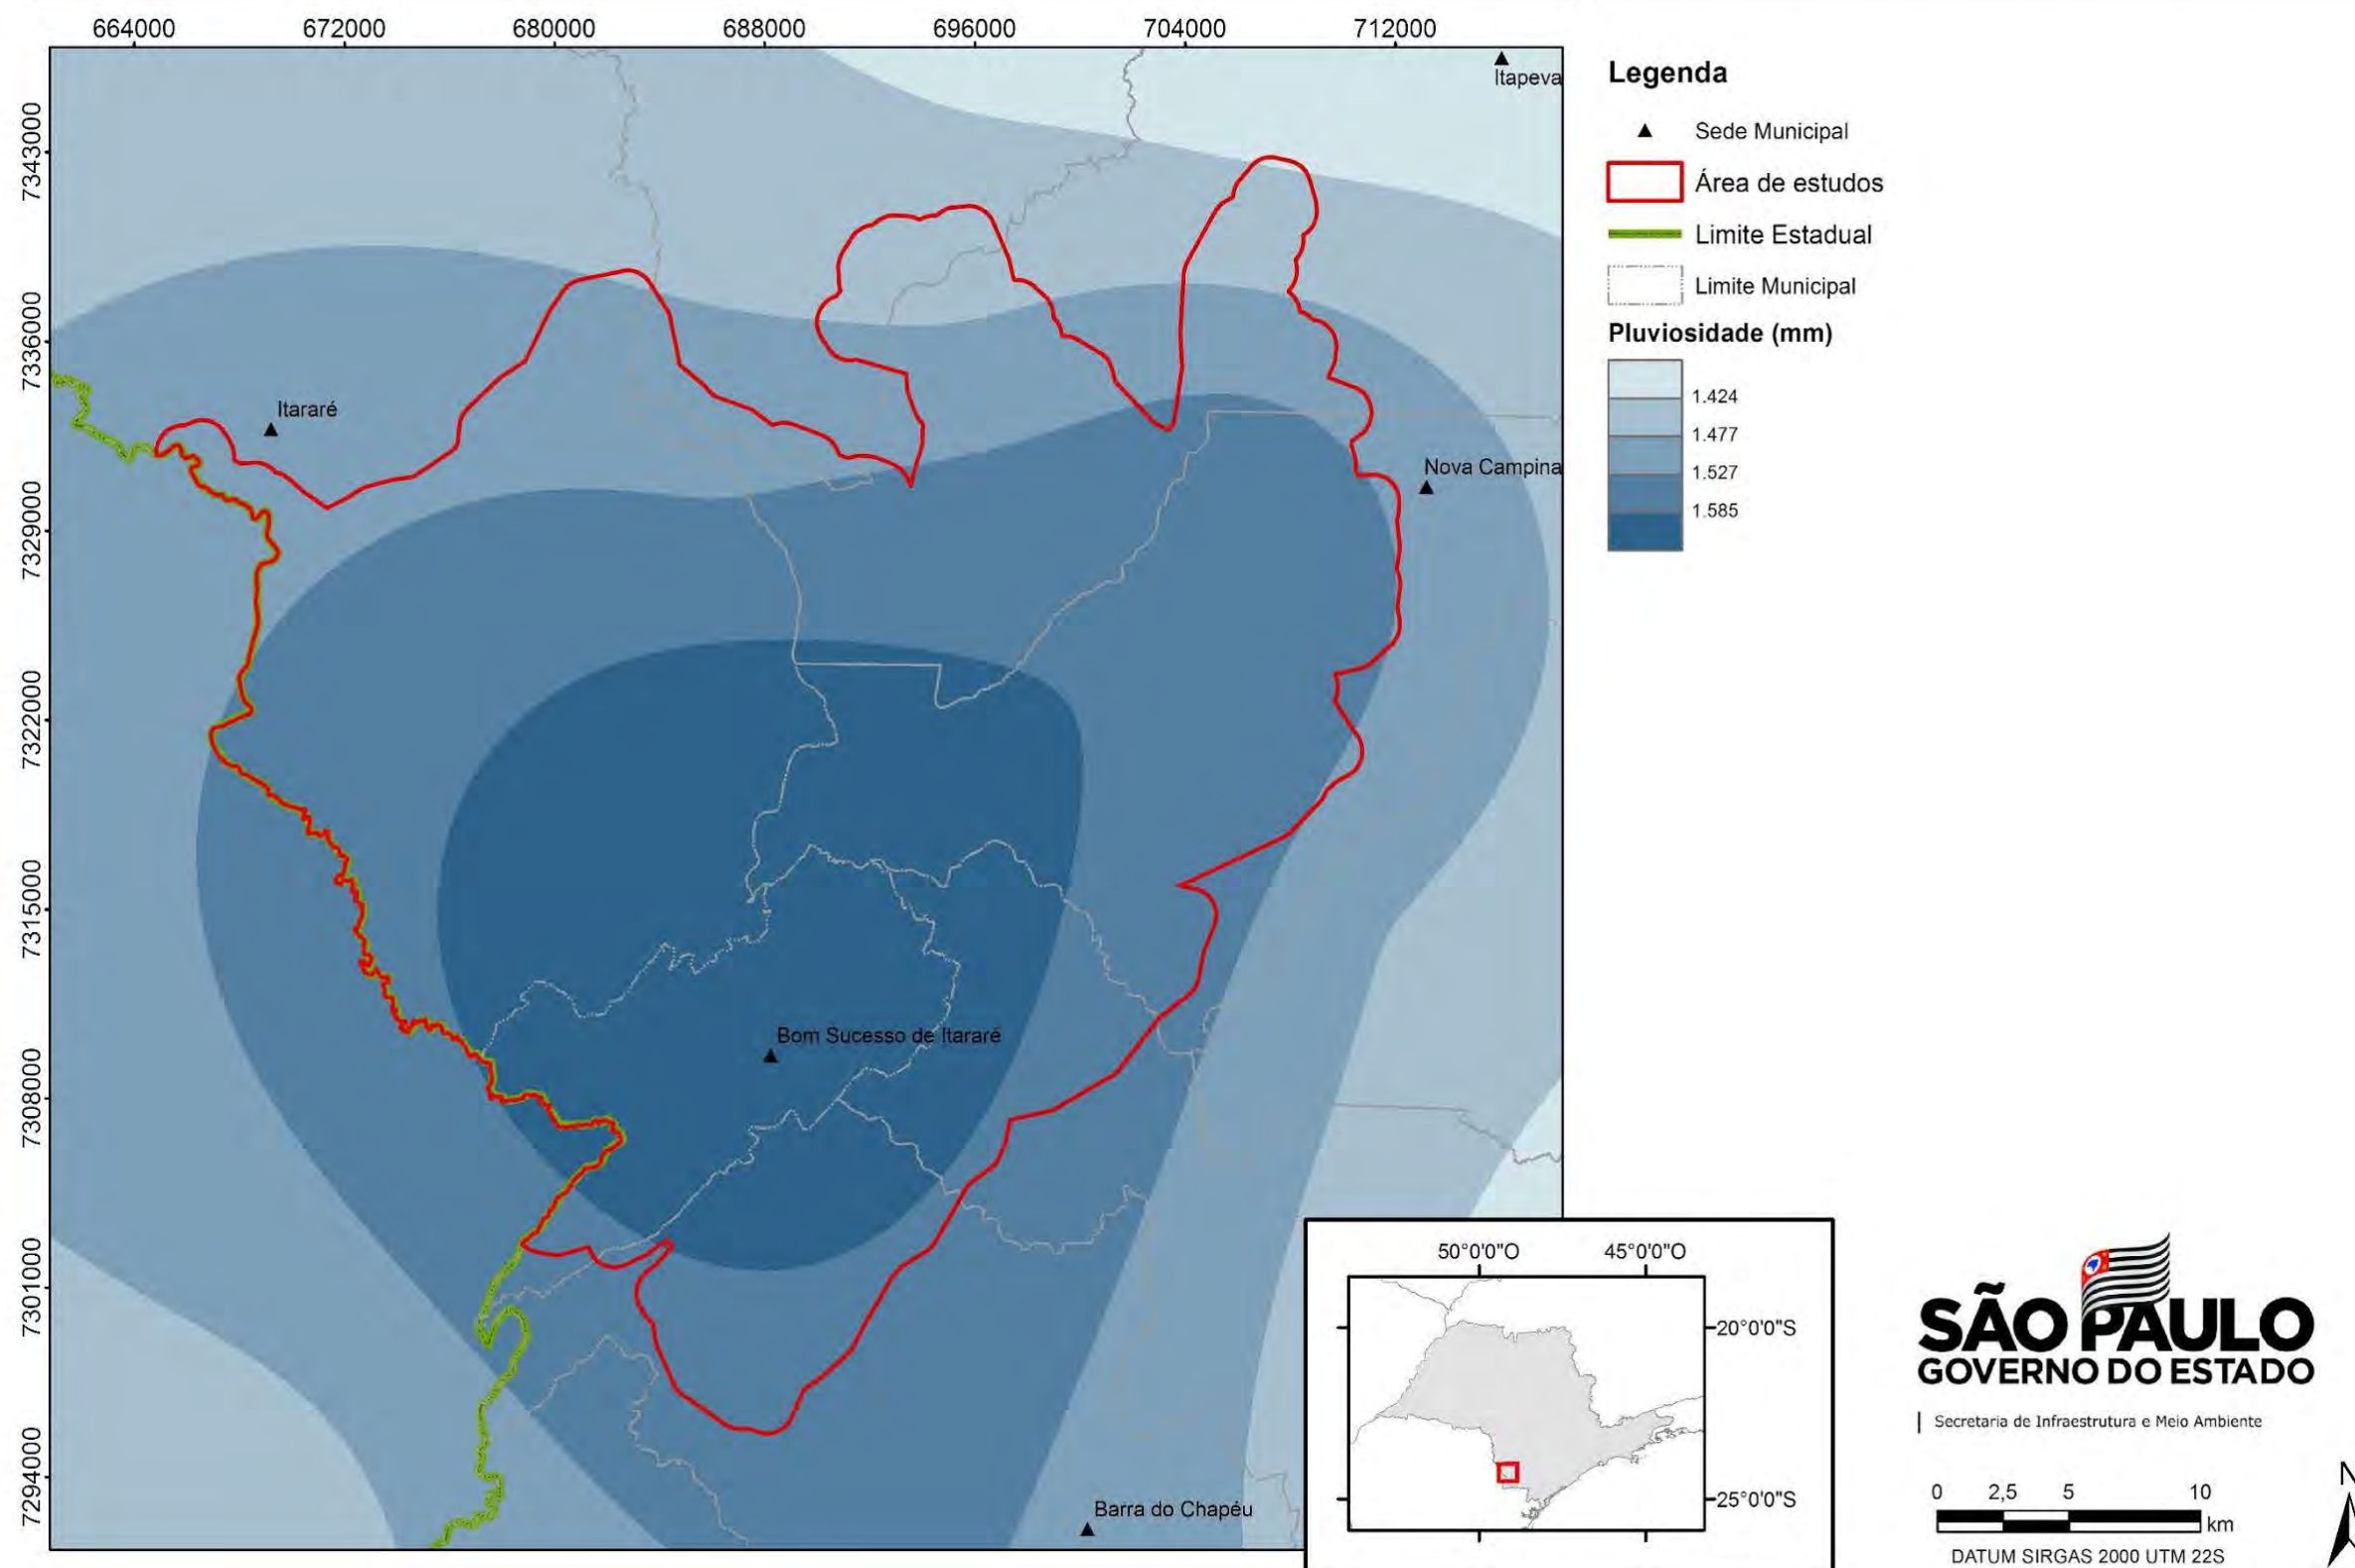 664000 672000 680000 688000 696000 704000 712000
7343000
7336000
7329000
7322000
7315000
7308000
7301000
7294000
Itapeva
Itararé
Nova Campina
Bom Sucesso de Itararé
Barra do Chapéu
Legenda
Sede Municipal
Área de estudos
Limite Estadual
Limite Municipal
Pluviosidade (mm)
1.424
1.477
1.527
1.585
50°0'0"O 45°0'0"O
20°0'0"S
25°0'0"S
SÃO PAULO
GOVERNO DO ESTADO
Secretaria de Infraestrutura e Meio Ambiente
0 2,5 5 10
km
DATUM SIRGAS 2000 UTM 22S
N